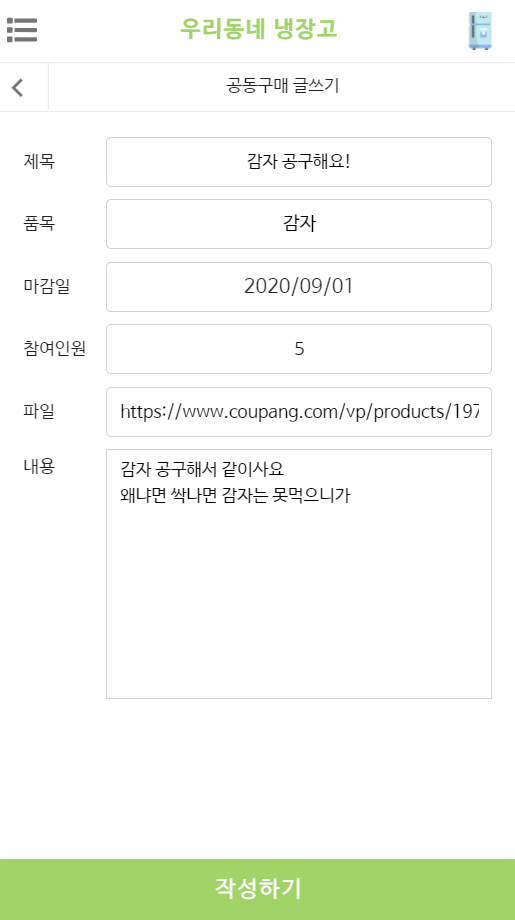 우리동네 냉장고
공동구매 글쓰기
제목
감자 공구해요!
품목
감자
마감일
2020/09/01
참여인원
5
파일
https://www.coupang.com/vp/products/197
내용
감자 공구해서 같이사요
왜냐면 싹나면 감자는 못먹으니가
작성하기